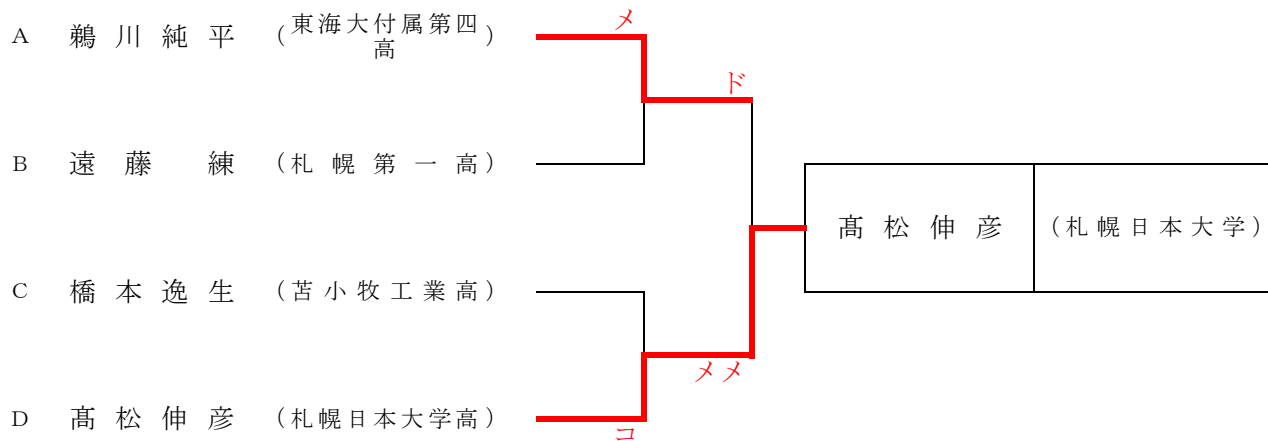 A 鵜川純平 (東海大付属第四高)
メ
ド
B 遠藤 練 (札幌第一高)
髙松伸彦 (札幌日本大学)
C 橋本逸生 (苫小牧工業高)
メメ
D 髙松伸彦 (札幌日本大学高)
コ